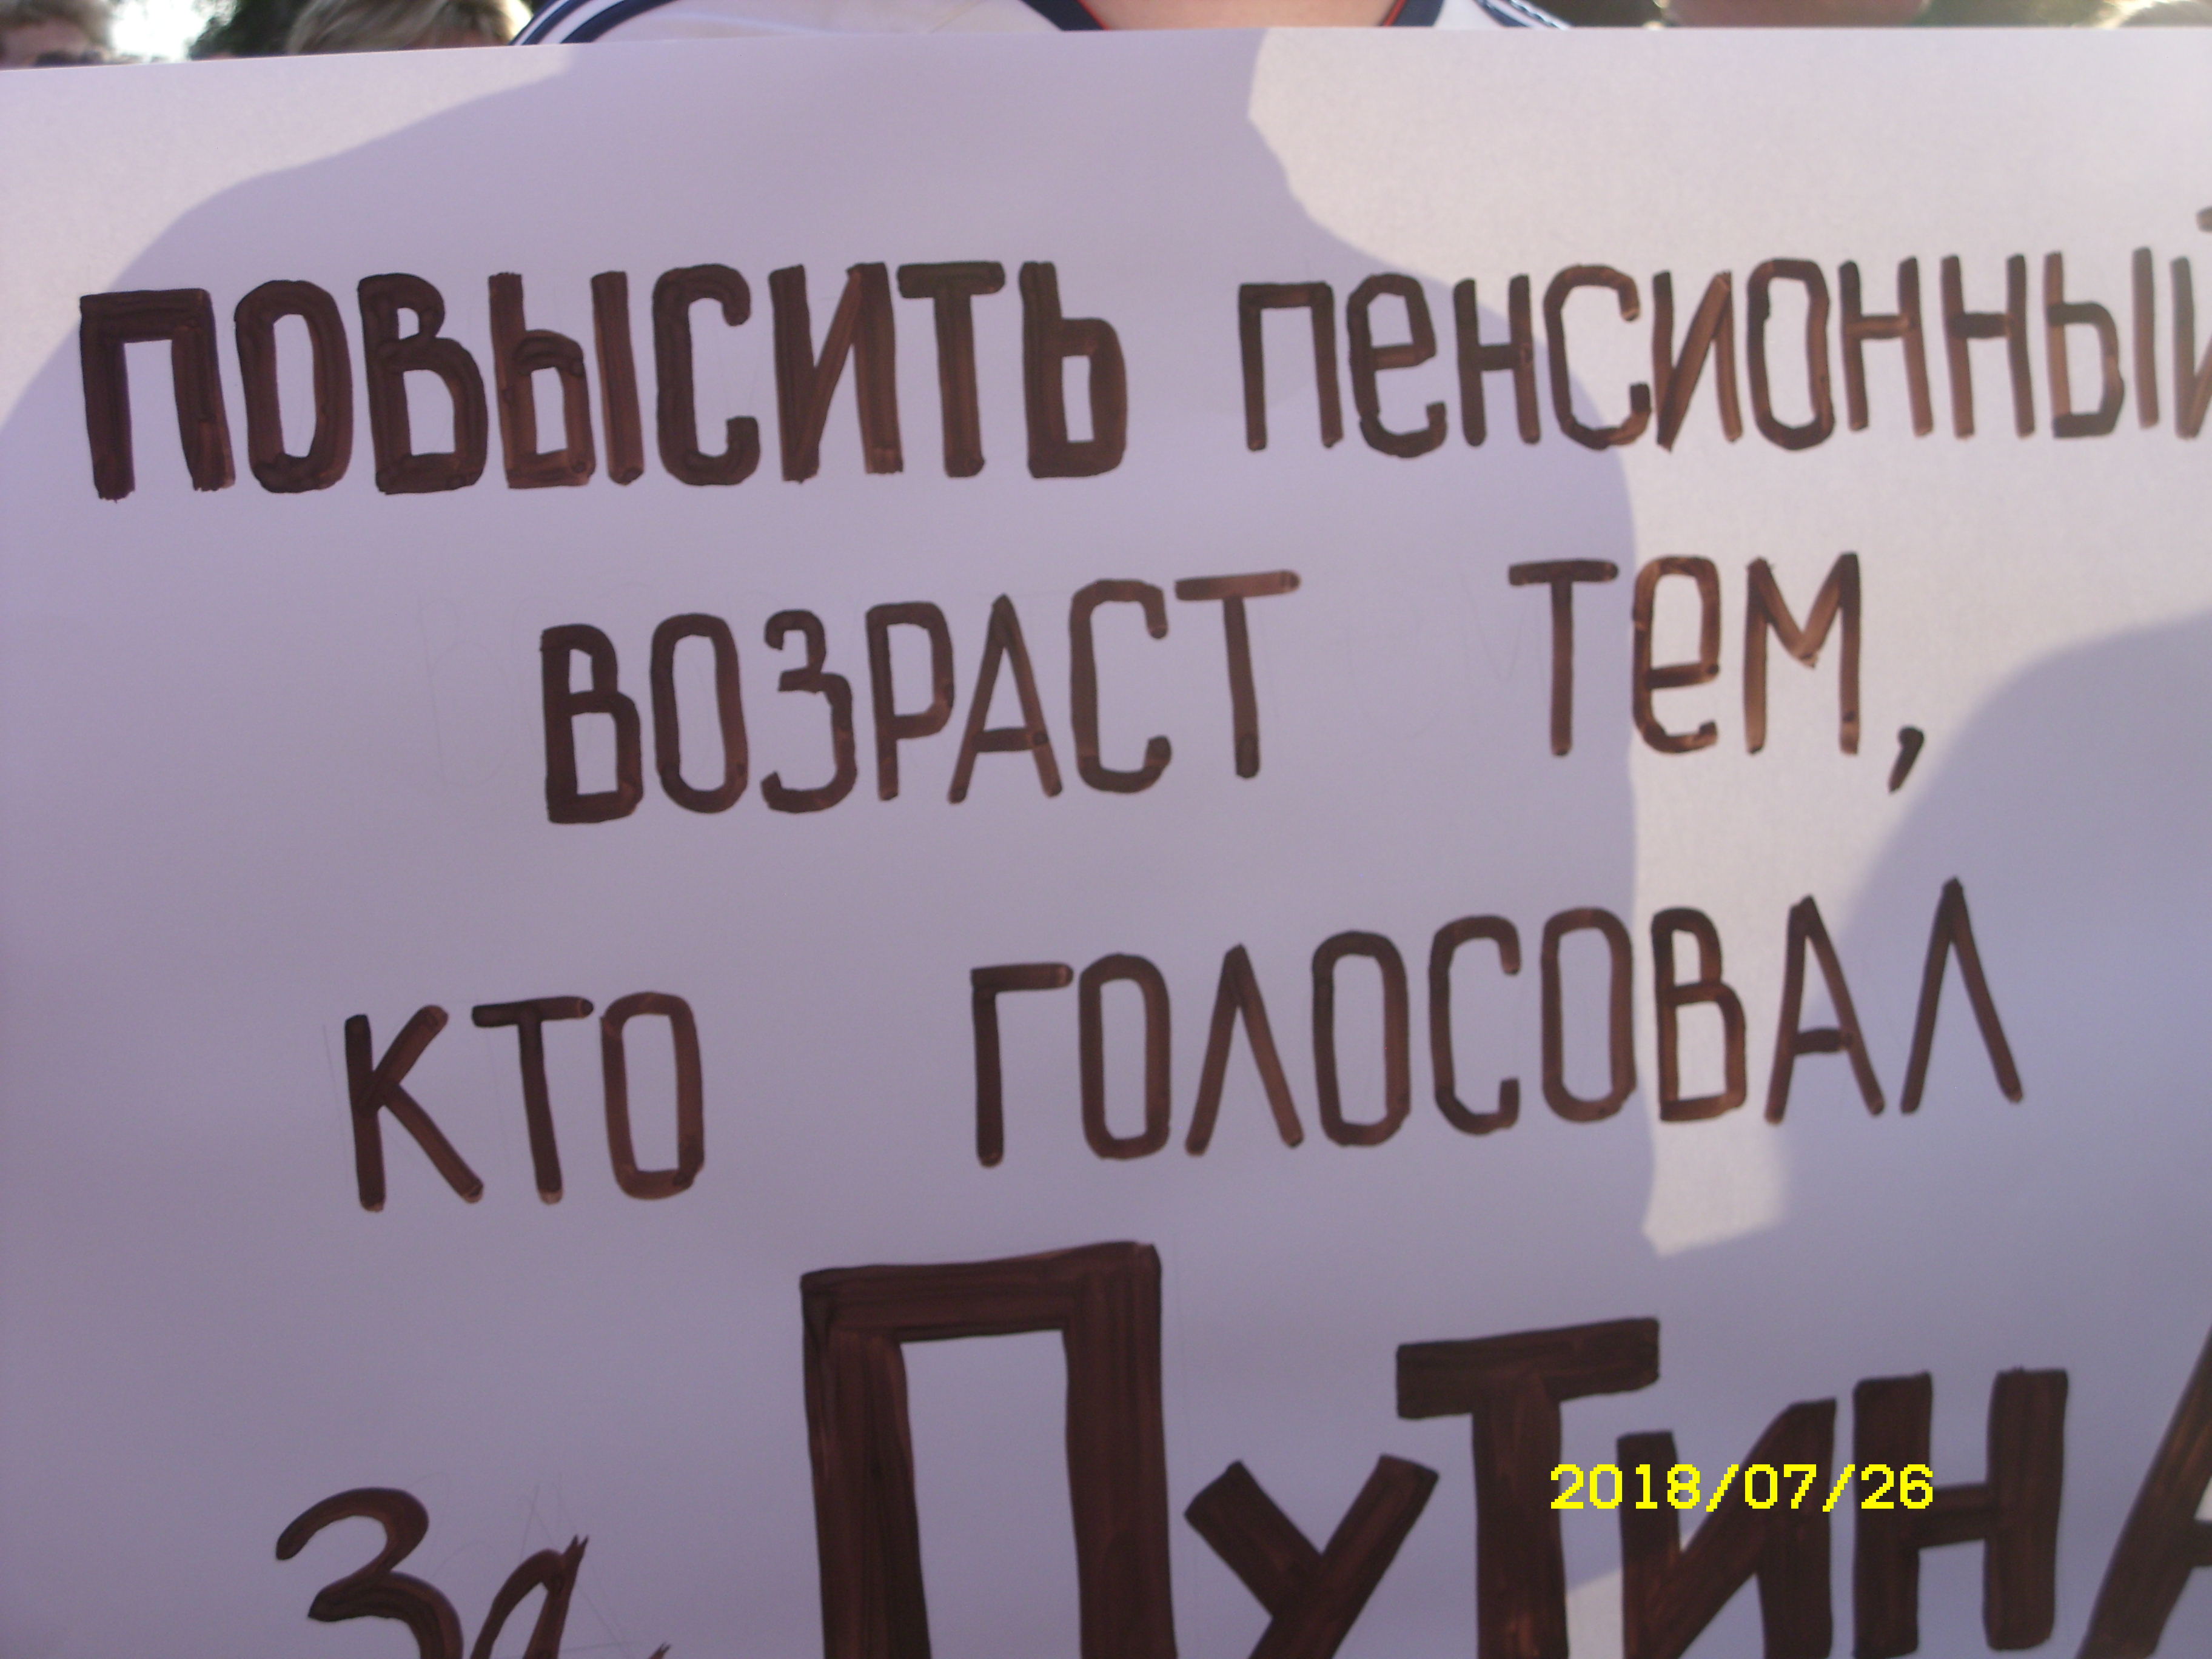 ПОВЫСИТЬ пенсионный
ВОЗРАСТ Тем,
КТО ГОЛОСОВАЛ
За ПуТИНА
2018/07/26